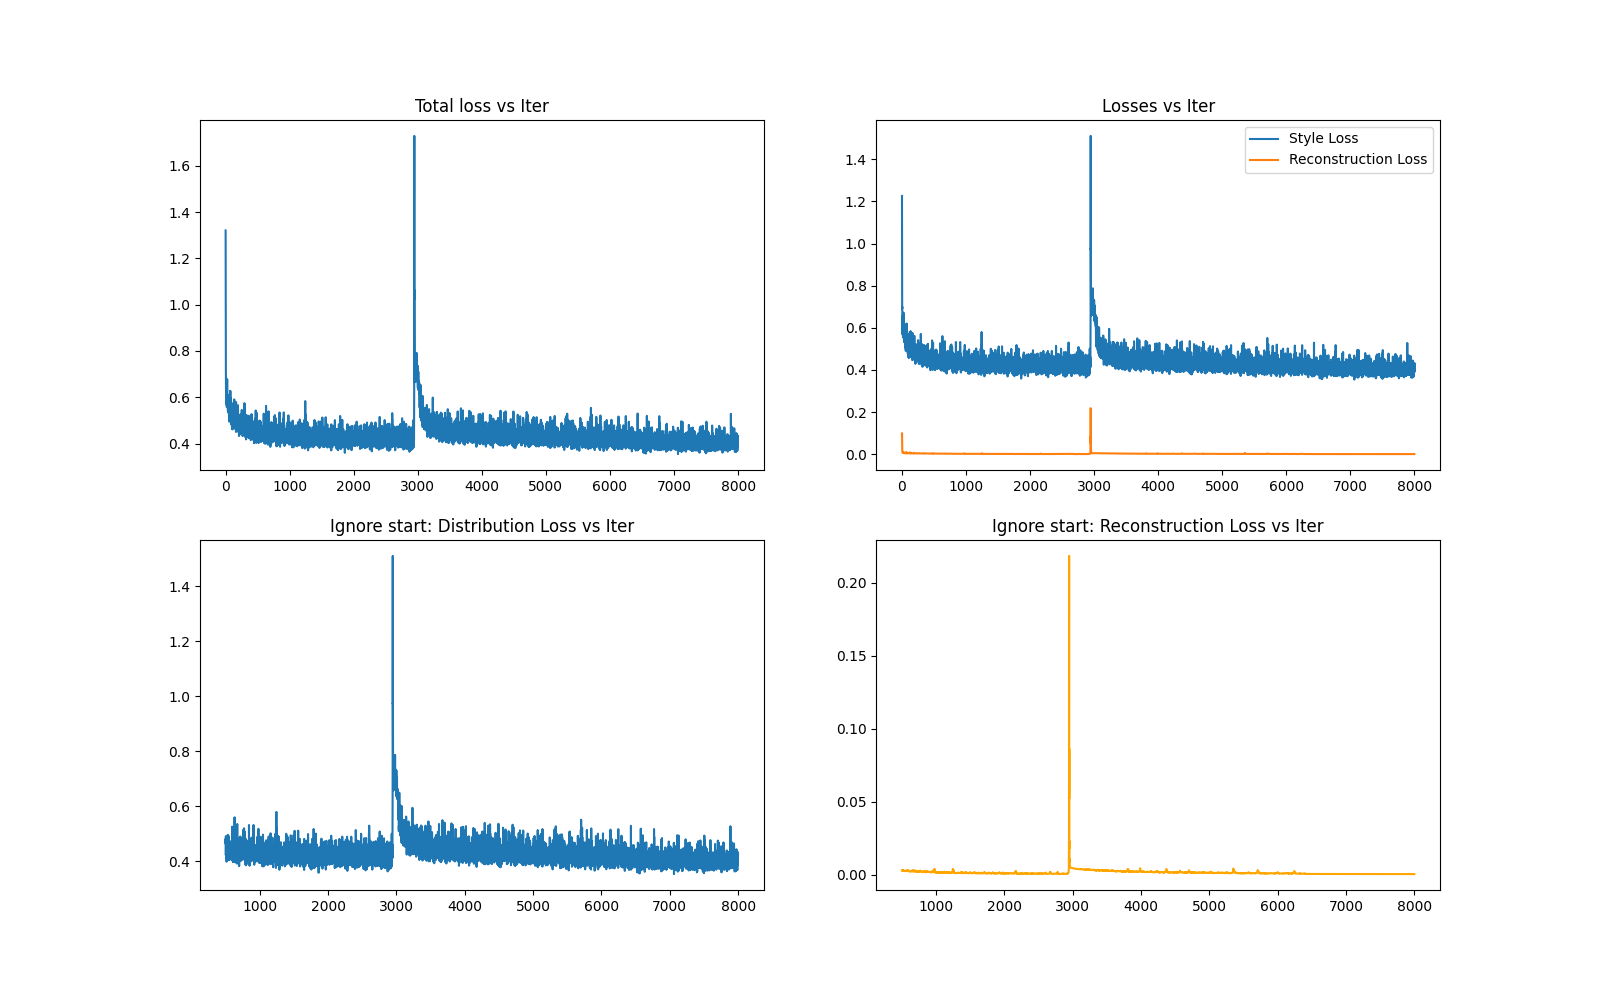 Total loss vs Iter
1.6
1.4
1.2
1.0
0.8
0.6
0.4
0 1000 2000 3000 4000 5000 6000 7000 8000
Losses vs Iter
Style Loss
Reconstruction Loss
1.4
1.2
1.0
0.8
0.6
0.4
0.2
0.0
0 1000 2000 3000 4000 5000 6000 7000 8000
Ignore start: Distribution Loss vs Iter
1.4
1.2
1.0
0.8
0.6
0.4
1000 2000 3000 4000 5000 6000 7000 8000
Ignore start: Reconstruction Loss vs Iter
0.20
0.15
0.10
0.05
0.00
1000 2000 3000 4000 5000 6000 7000 8000